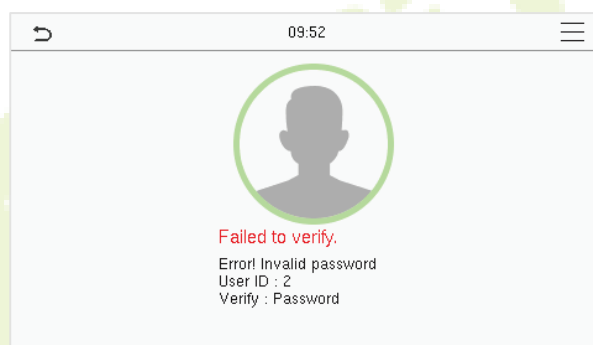 09:52
Failed to verify.
Error! Invalid password
User ID : 2
Verify : Password